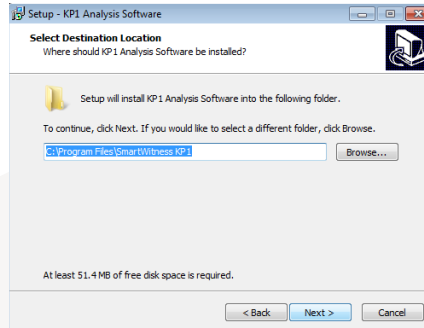 Setup - KP1 Analysis Software
Select Destination Location
Where should KP1 Analysis Software be installed?
Setup will install KP1 Analysis Software into the following folder.
To continue, click Next. If you would like to select a different folder, click Browse.
C:\Program Files\SmartWitness KP1
Browse...
At least 51.4 MB of free disk space is required.
< Back
Next >
Cancel